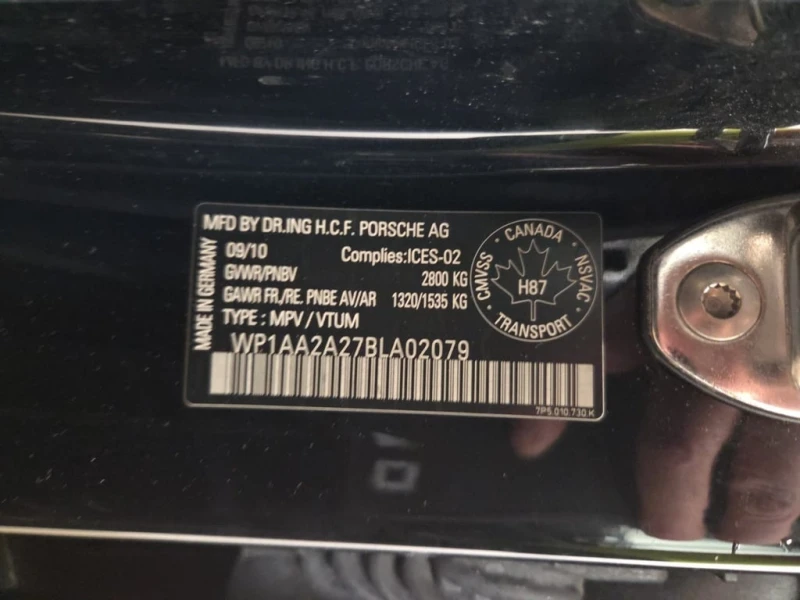 MFD BY DR.ING H.C.F. PORSCHE AG
09/10 Complies:ICES-02
GVWR/PNBV 2800 KG
GAWR FR,/RE. PNBE AV/AR 1320/1535 KG
TYPE : MPV / VTUM
WP1AA2A27BLA02079
7P5.010.730.K
MADE IN GERMANY
CANADA
CMVSS
NSVAC
H87
TRANSPORT